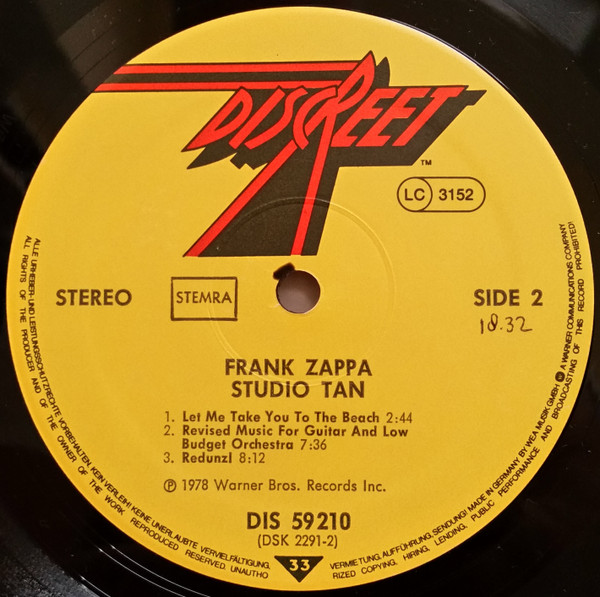 DISCREET
TM
LC 3152
STEREO
STEMRA
SIDE 2
18.32
FRANK ZAPPA
STUDIO TAN
1. Let Me Take You To The Beach 2:44
2. Revised Music For Guitar And Low
Budget Orchestra 7:36
3. Redunzl 8:12
℗ 1978 Warner Bros. Records Inc.
DIS 59210
(DSK 2291-2)
33
ALLE URHEBER- UND LEISTUNGSSCHUTZRECHTE VORBEHALTEN. KEIN VERLEIH! KEINE UNERLAUBTE VERVIELFÄLTIGUNG, VERMIETUNG, AUFFÜHRUNG, SENDUNG! MADE IN GERMANY BY WEA MUSIK GMBH A WARNER COMMUNICATIONS COMPANY
ALL RIGHTS OF THE PRODUCER AND OF THE OWNER OF THE WORK REPRODUCED RESERVED. UNAUTHORIZED COPYING, HIRING, LENDING, PUBLIC PERFORMANCE AND BROADCASTING OF THIS RECORD PROHIBITED!